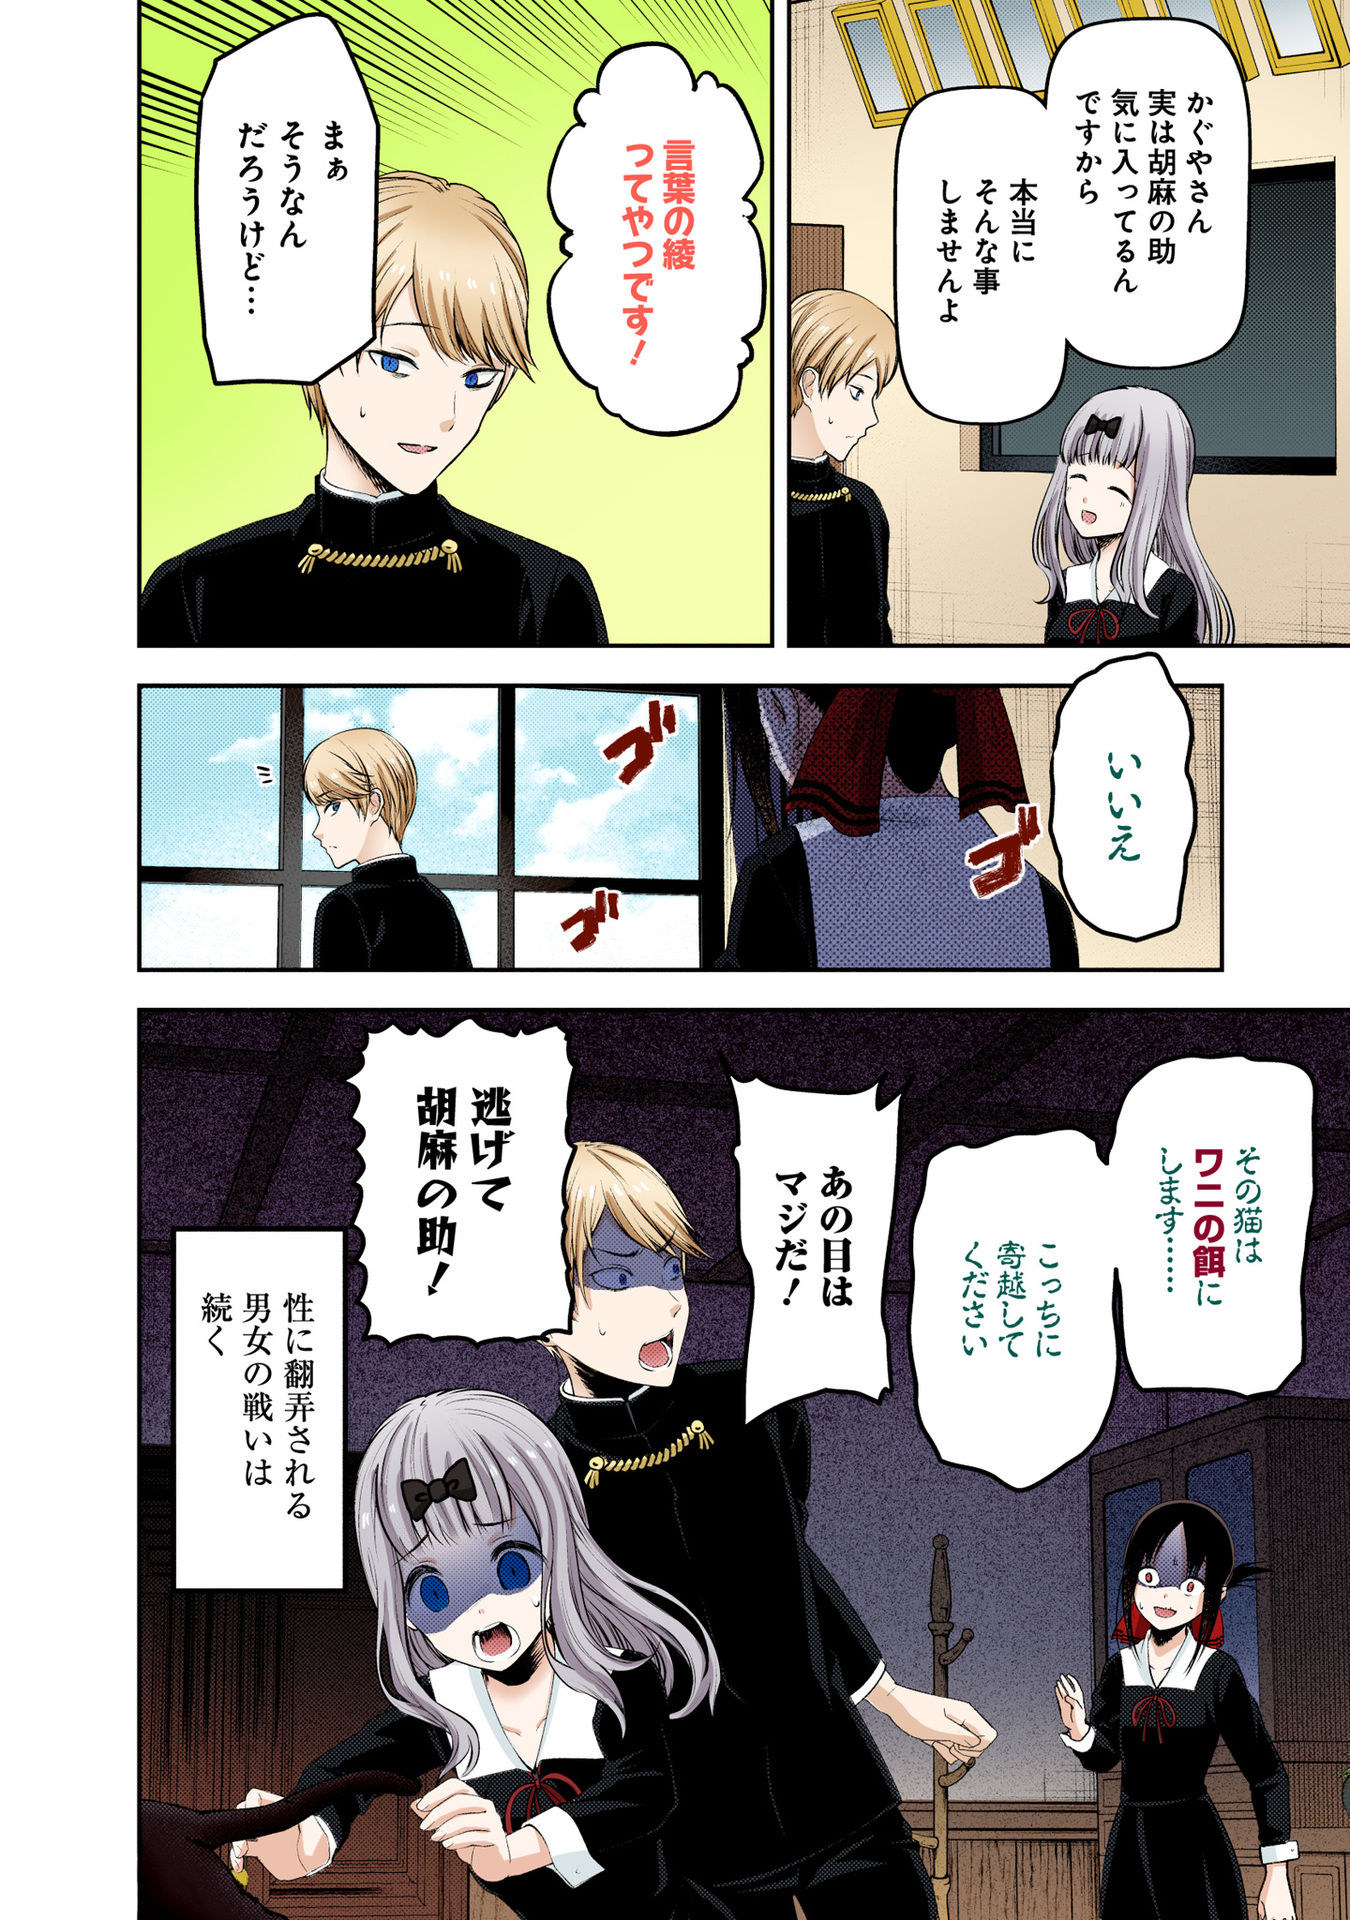 かぐやさん
実は胡麻の助
気に入ってるん
ですから
本当に
そんな事
しませんよ
言葉の綾
ってやつです！
まぁ
そうなん
だろうけど…
いいえ
ゴゴゴ
その猫は
ワニの餌に
します……
こっちに
寄越して
ください
あの目は
マジだ！
逃げて
胡麻の助！
性に翻弄される
男女の戦いは
続く